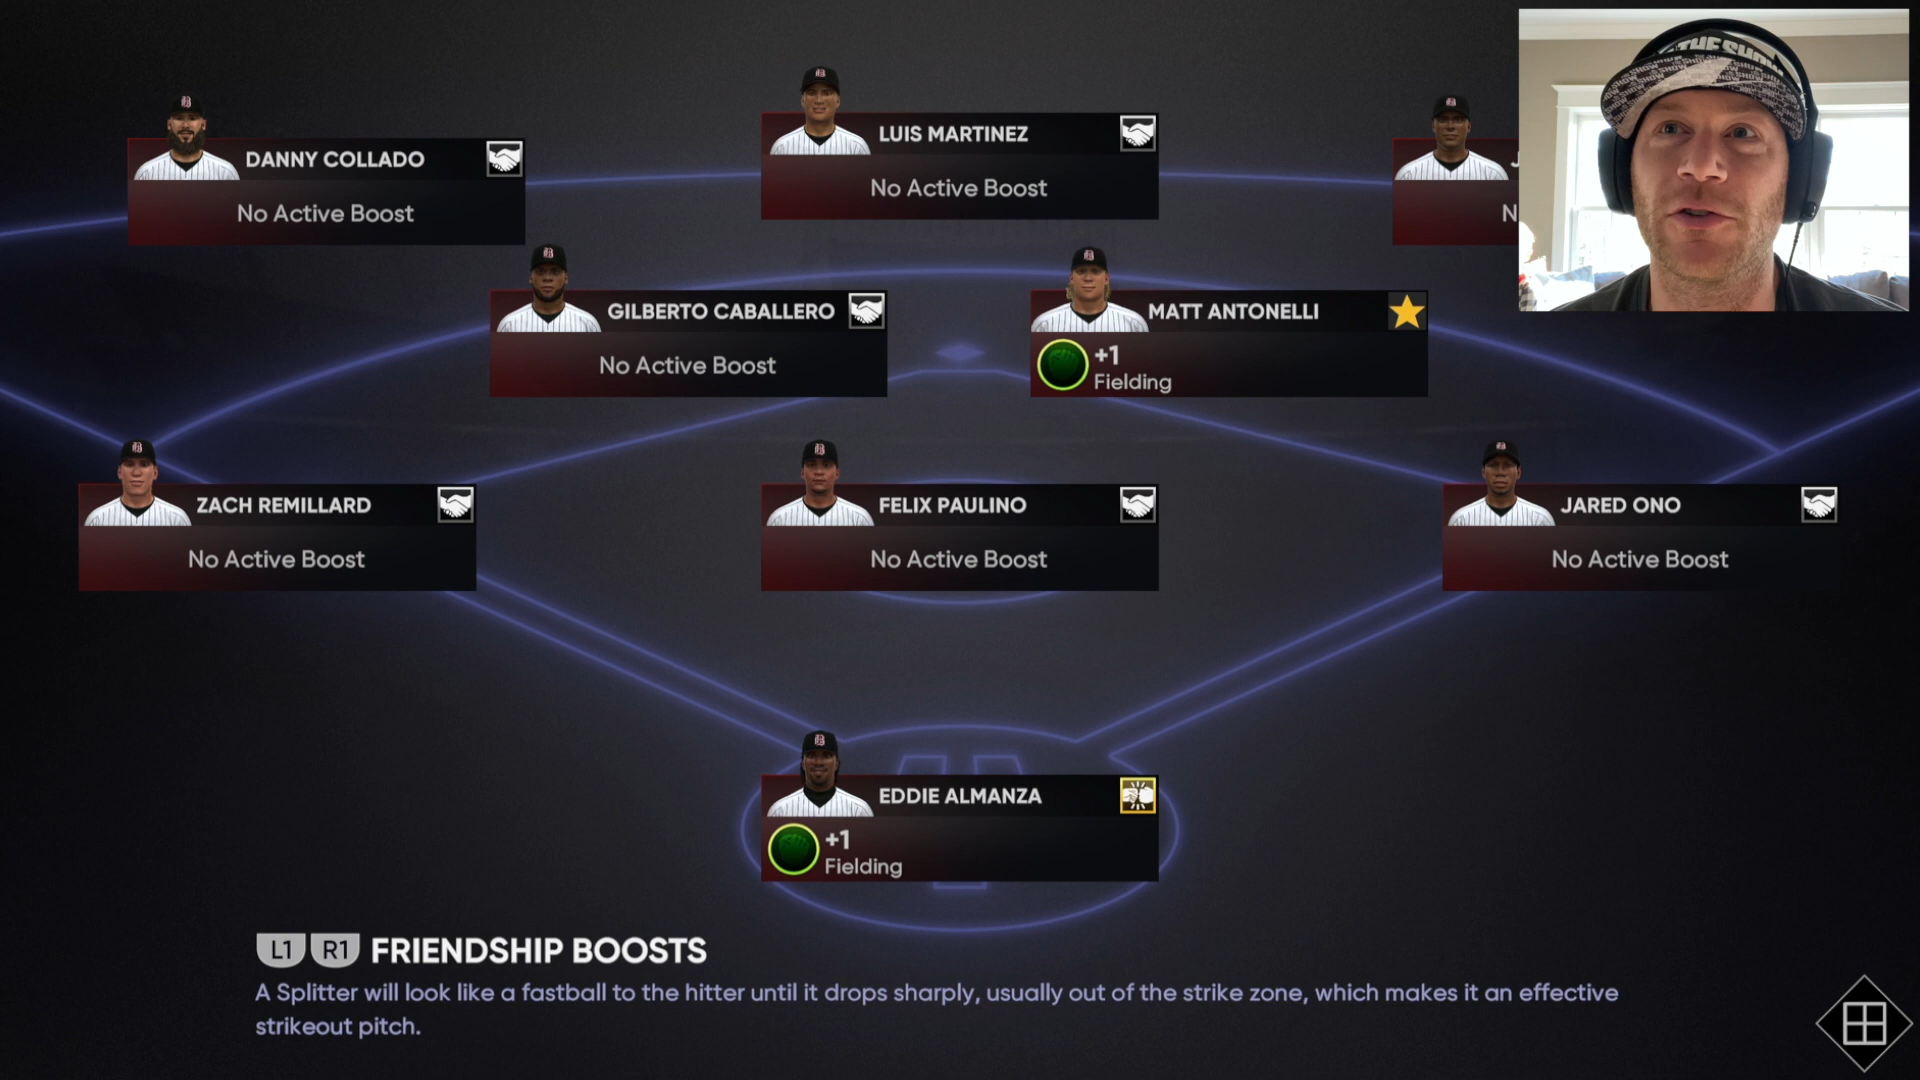 DANNY COLLADO
No Active Boost
LUIS MARTINEZ
No Active Boost
THE SHOW
GILBERTO CABALLERO
No Active Boost
MATT ANTONELLI
+1
Fielding
ZACH REMILLARD
No Active Boost
FELIX PAULINO
No Active Boost
JARED ONO
No Active Boost
EDDIE ALMANZA
+1
Fielding
L1 R1 FRIENDSHIP BOOSTS
A Splitter will look like a fastball to the hitter until it drops sharply, usually out of the strike zone, which makes it an effective
strikeout pitch.